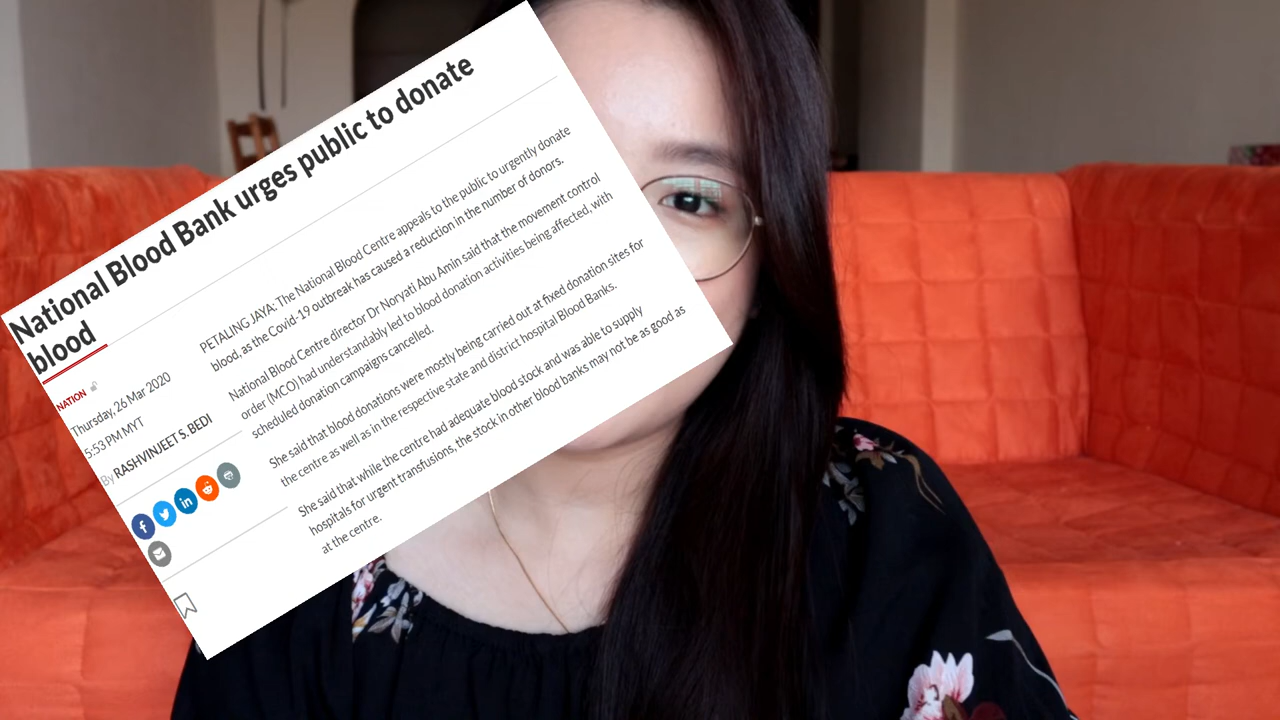 National Blood Bank urges public to donate
blood
NATION
Thursday, 26 Mar 2020
5:53 PM MYT
By RASHVINJEET S. BEDI
PETALING JAYA: The National Blood Centre appeals to the public to urgently donate
blood, as the Covid-19 outbreak has caused a reduction in the number of donors.
National Blood Centre director Dr Noryati Abu Amin said that the movement control
order (MCO) had understandably led to blood donation activities being affected, with
scheduled donation campaigns cancelled.
She said that blood donations were mostly being carried out at fixed donation sites for
the centre as well as in the respective state and district hospital Blood Banks.
She said that while the centre had adequate blood stock and was able to supply
hospitals for urgent transfusions, the stock in other blood banks may not be as good as
at the centre.